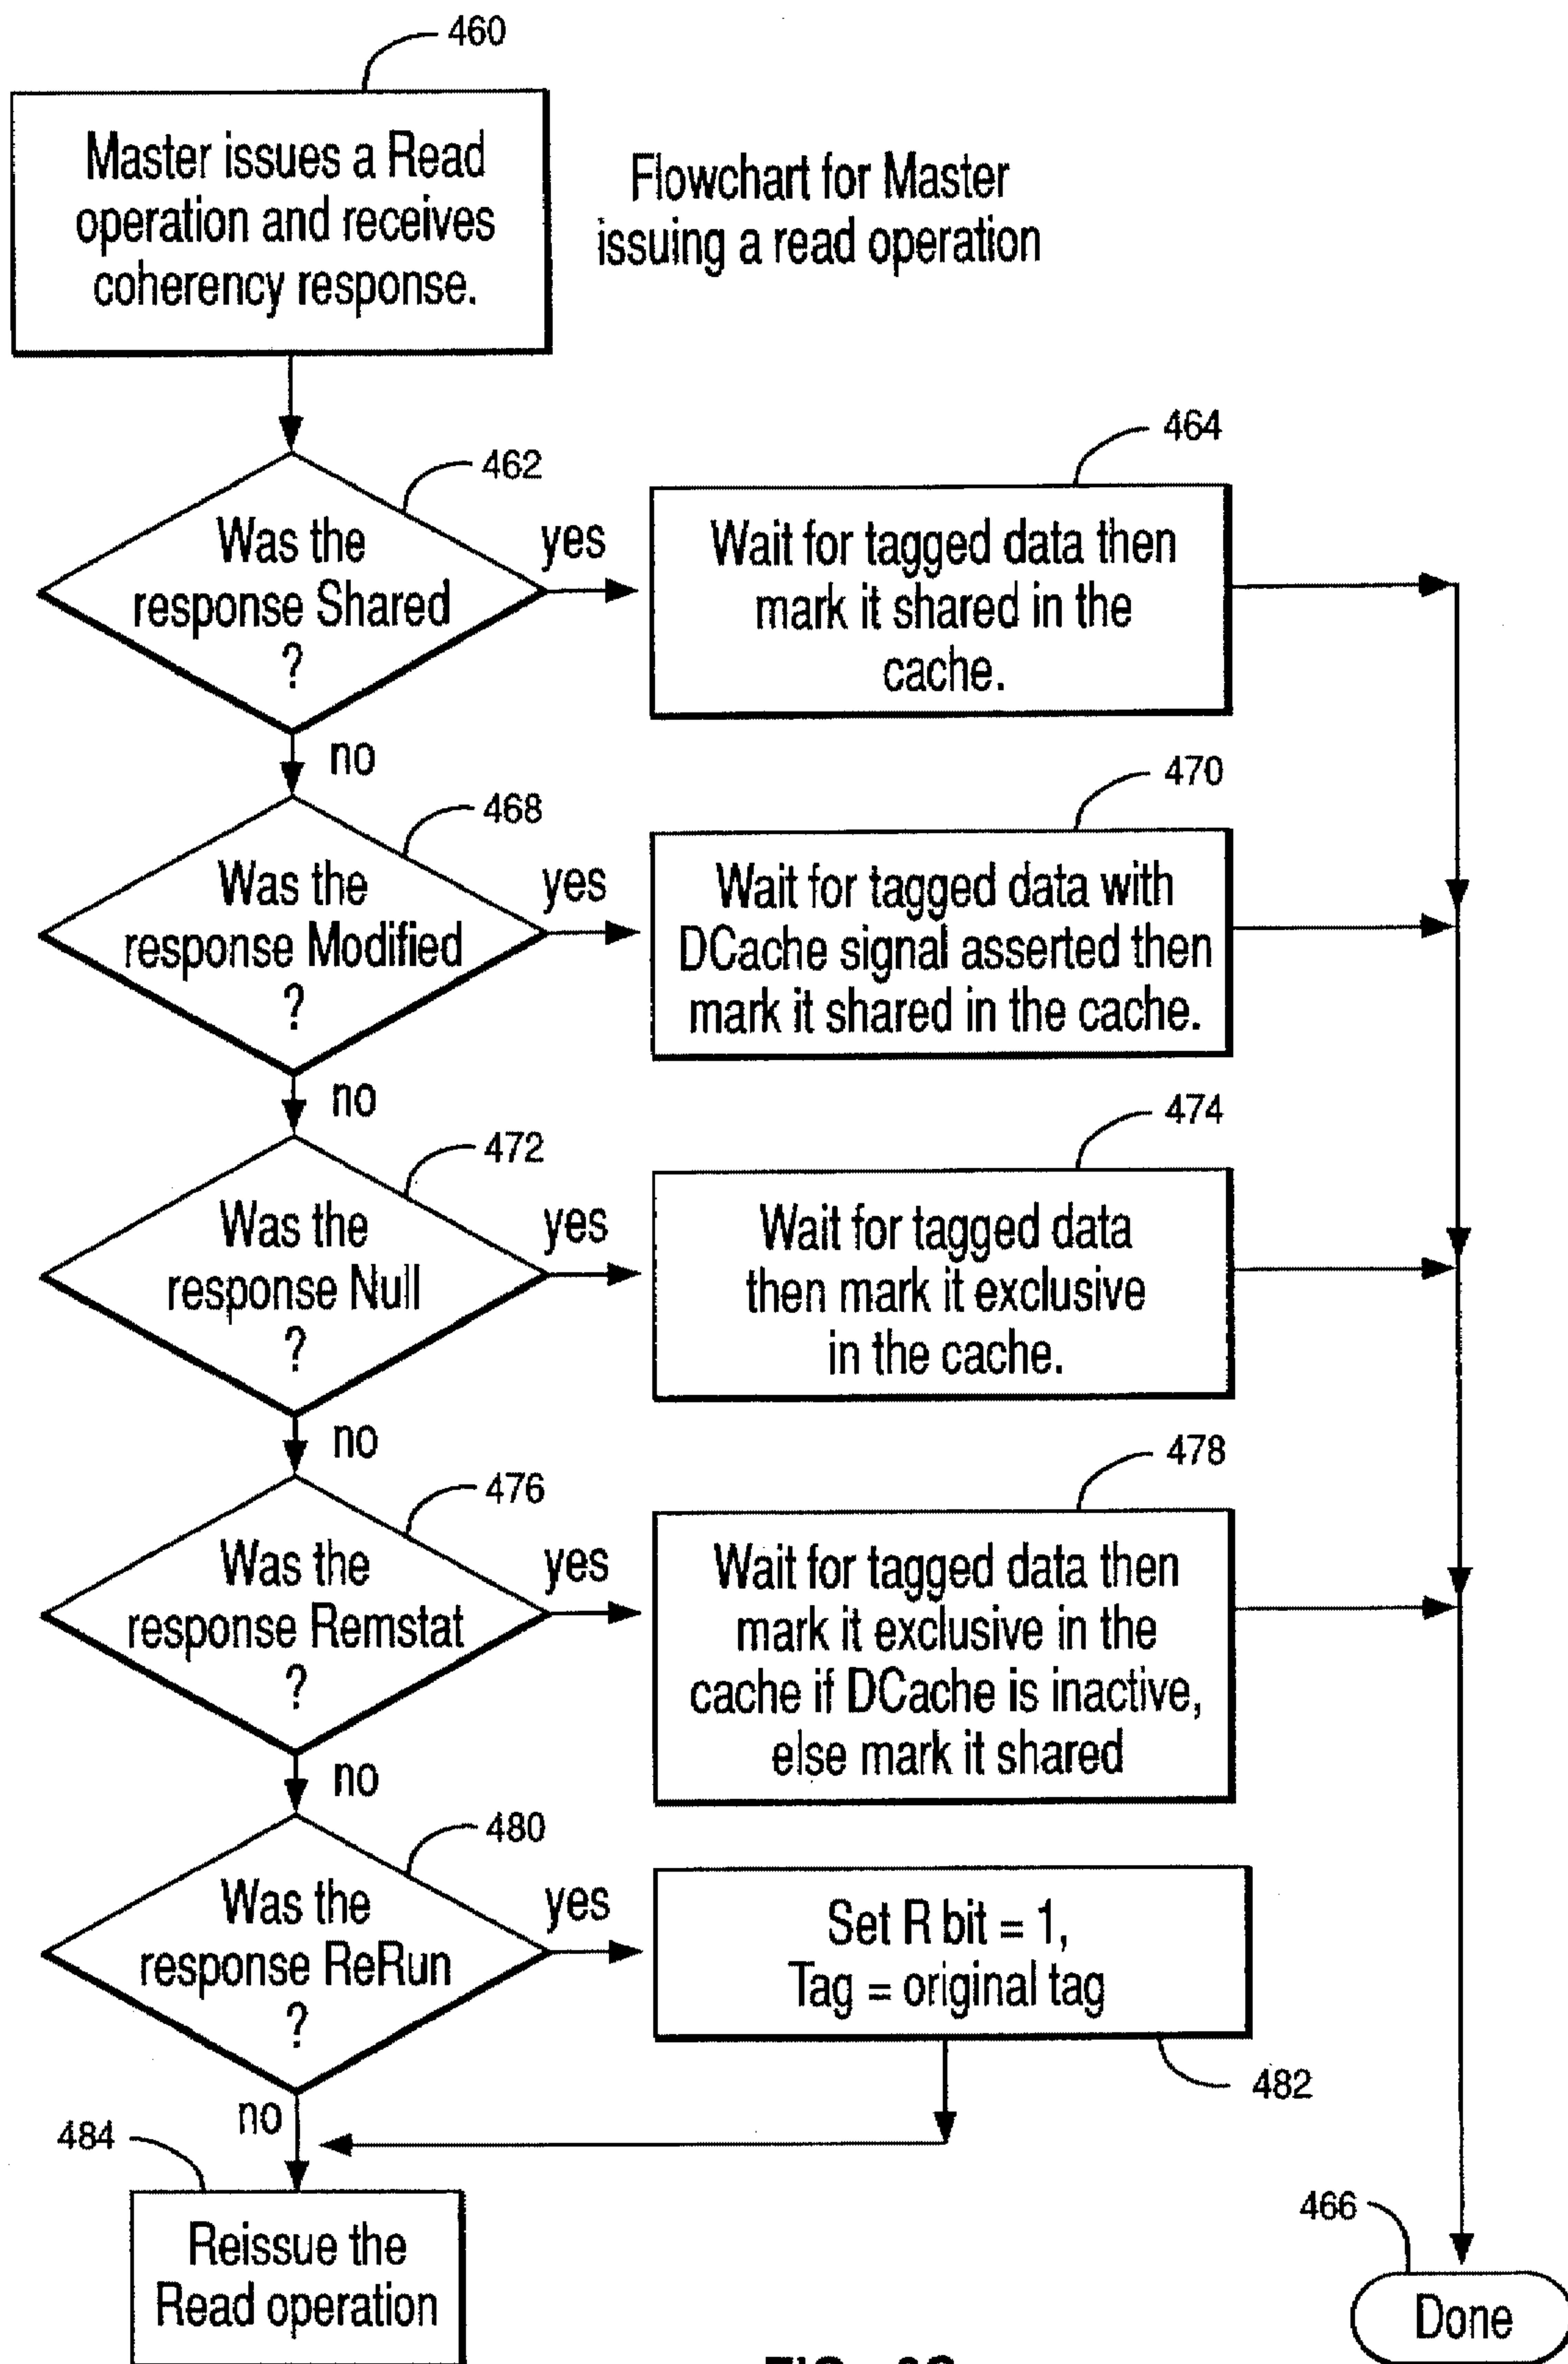 460
Master issues a Read
operation and receives
coherency response.
Flowchart for Master
issuing a read operation
462
Was the
response Shared
?
yes
464
Wait for tagged data then
mark it shared in the
cache.
no
468
Was the
response Modified
?
yes
470
Wait for tagged data with
DCache signal asserted then
mark it shared in the cache.
no
472
Was the
response Null
?
yes
474
Wait for tagged data
then mark it exclusive
in the cache.
no
476
Was the
response Remstat
?
yes
478
Wait for tagged data then
mark it exclusive in the
cache if DCache is inactive,
else mark it shared
no
480
Was the
response ReRun
?
yes
Set R bit = 1,
Tag = original tag
482
no
484
Reissue the
Read operation
466
Done